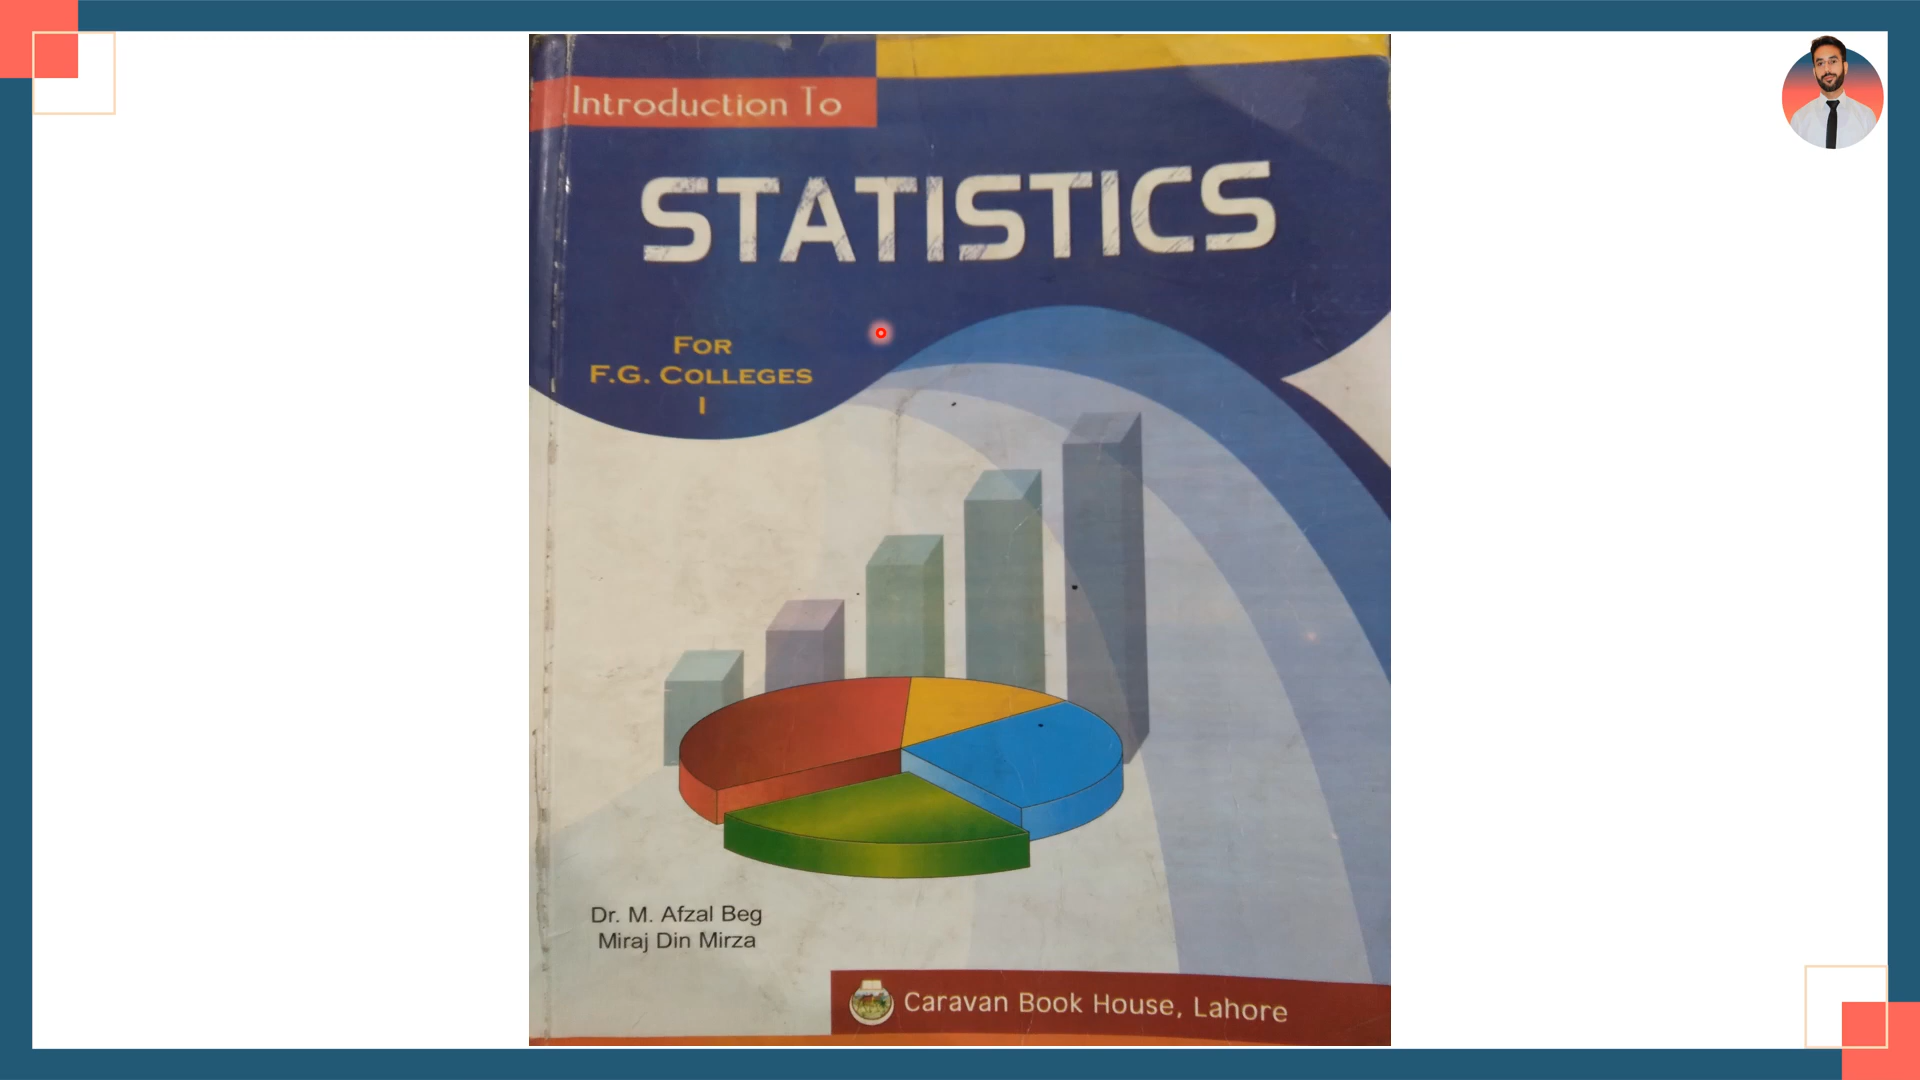 Introduction To
STATISTICS
FOR
F.G. COLLEGES
I
Dr. M. Afzal Beg
Miraj Din Mirza
Caravan Book House, Lahore